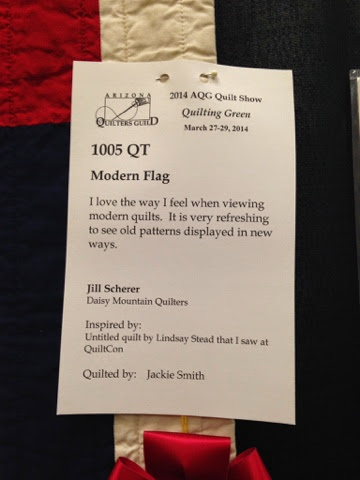 ARIZONA
QUILTERS GUILD
2014 AQG Quilt Show
Quilting Green
March 27-29, 2014
1005 QT
Modern Flag
I love the way I feel when viewing
modern quilts. It is very refreshing
to see old patterns displayed in new
ways.
Jill Scherer
Daisy Mountain Quilters
Inspired by:
Untitled quilt by Lindsay Stead that I saw at
QuiltCon
Quilted by: Jackie Smith